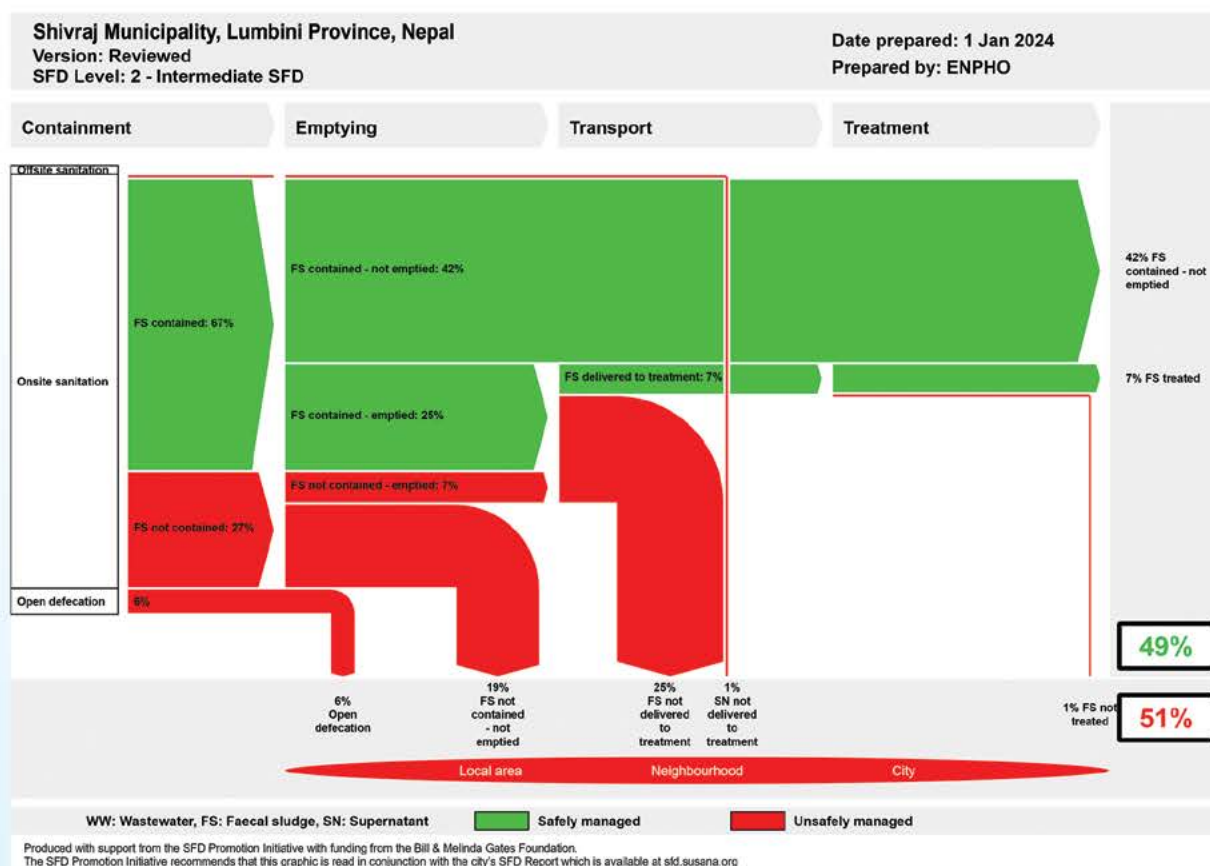 Shivraj Municipality, Lumbini Province, Nepal
Version: Reviewed
SFD Level: 2 - Intermediate SFD
Date prepared: 1 Jan 2024
Prepared by: ENPHO
Containment
Emptying
Transport
Treatment
Offsite sanitation
FS contained - not emptied: 42%
42% FS
contained - not
emptied
FS contained: 67%
Onsite sanitation
FS delivered to treatment: 7%
7% FS treated
FS contained - emptied: 25%
FS not contained - emptied: 7%
FS not contained: 27%
Open defecation
6%
49%
6%
Open
defecation
19%
FS not
contained
- not
emptied
25%
FS not
delivered
to
treatment
1%
SN not
delivered
to
treatment
1% FS not
treated
51%
Local area
Neighbourhood
City
WW: Wastewater, FS: Faecal sludge, SN: Supernatant
Safely managed
Unsafely managed
Produced with support from the SFD Promotion Initiative with funding from the Bill & Melinda Gates Foundation.
The SFD Promotion Initiative recommends that this graphic is read in conjunction with the city's SFD Report which is available at sfd.susana.org